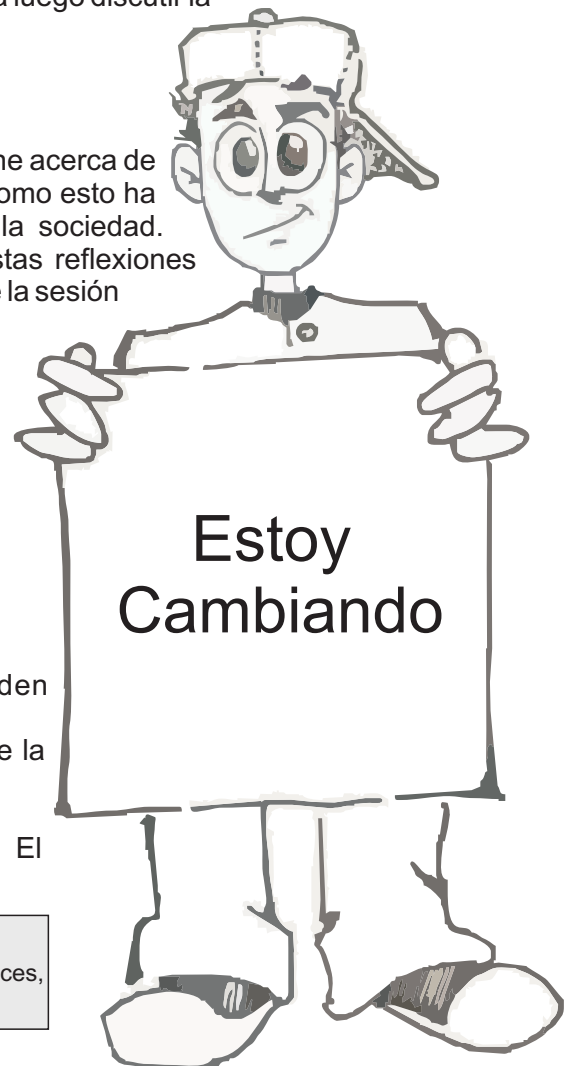 luego discutir la
acerca de
omo esto ha
la sociedad.
stas reflexiones
e la sesión
Estoy
Cambiando
den
e la
El
ces,